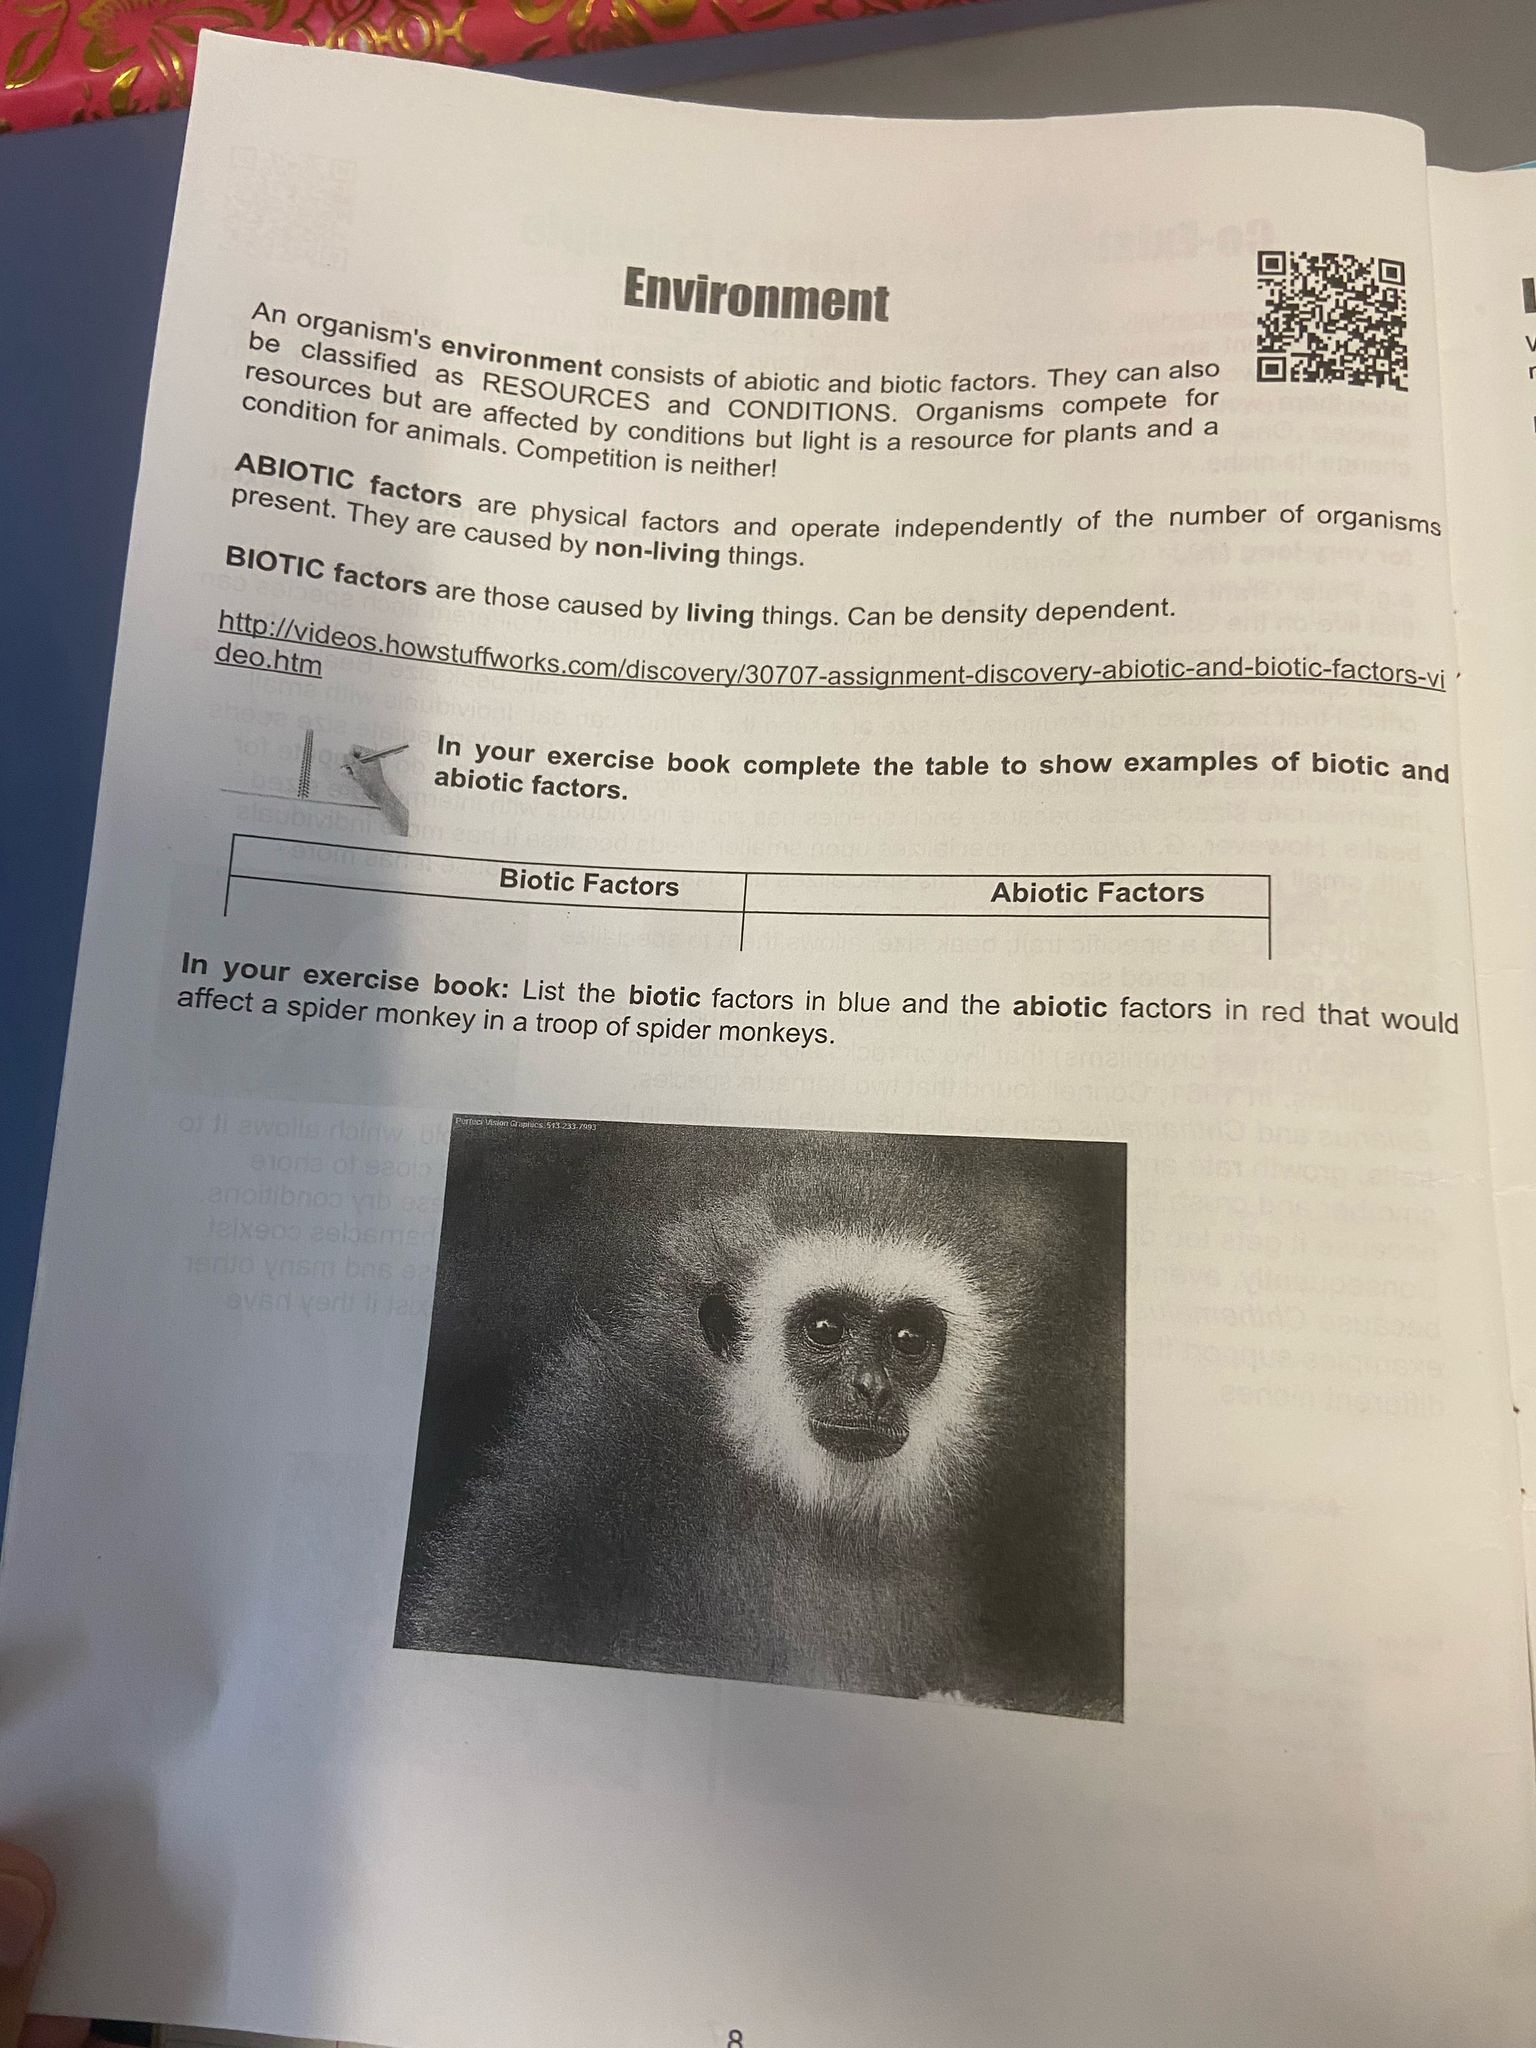 Environment
An organism's environment consists of abiotic and biotic factors. They can also
be classified as RESOURCES and CONDITIONS. Organisms compete for
resources but are affected by conditions but light is a resource for plants and a
condition for animals. Competition is neither!
ABIOTIC factors are physical factors and operate independently of the number of organisms
present. They are caused by non-living things.
BIOTIC factors are those caused by living things. Can be density dependent.
http://videos.howstuffworks.com/discovery/30707-assignment-discovery-abiotic-and-biotic-factors-vi
deo.htm
In your exercise book complete the table to show examples of biotic and
abiotic factors.
Biotic Factors
Abiotic Factors
In your exercise book: List the biotic factors in blue and the abiotic factors in red that would
affect a spider monkey in a troop of spider monkeys.
Perfect Vision Graphics 513-233-7993
8